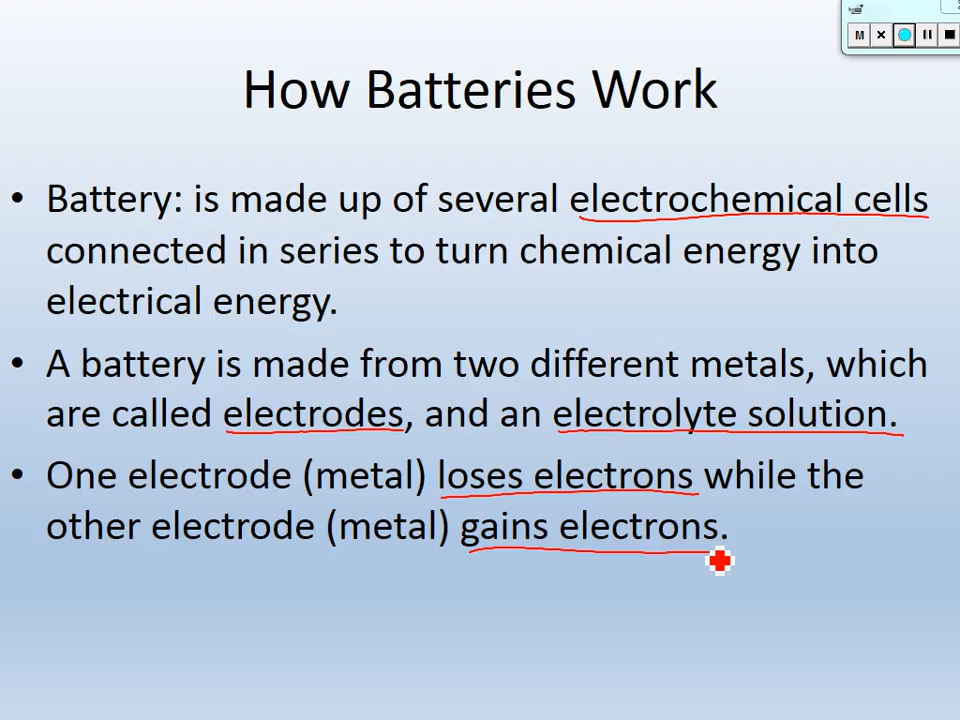 M
How Batteries Work
• Battery: is made up of several electrochemical cells
connected in series to turn chemical energy into
electrical energy.
• A battery is made from two different metals, which
are called electrodes, and an electrolyte solution.
• One electrode (metal) loses electrons while the
other electrode (metal) gains electrons.